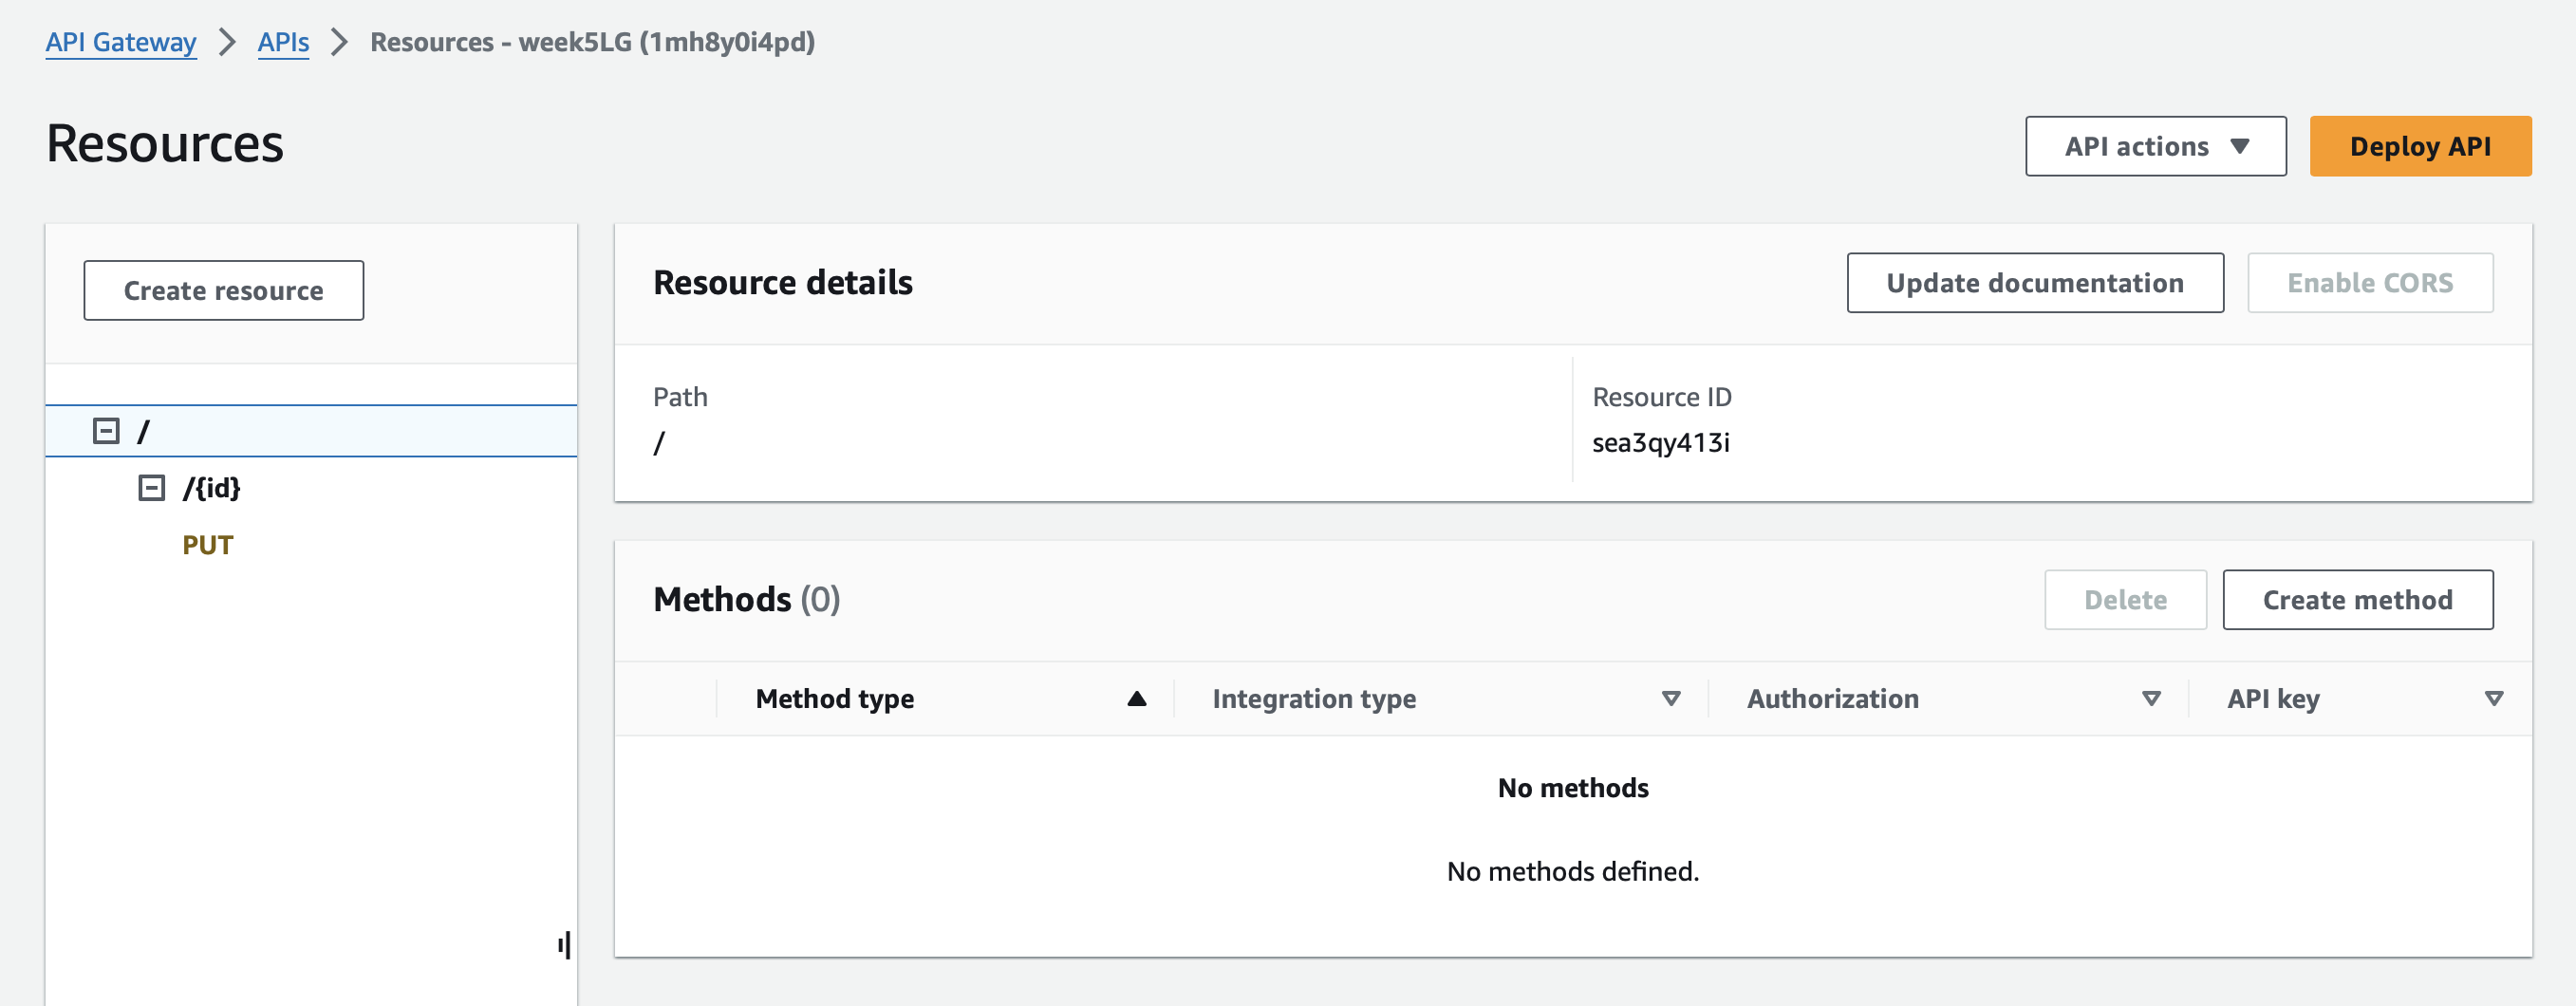 API Gateway > APIs > Resources - week5LG (1mh8y0i4pd)
Resources
API actions
Deploy API
Create resource
/
/{id}
PUT
Resource details
Update documentation
Enable CORS
Path
/
Resource ID
sea3qy413i
Methods (0)
Delete
Create method
Method type
Integration type
Authorization
API key
No methods
No methods defined.